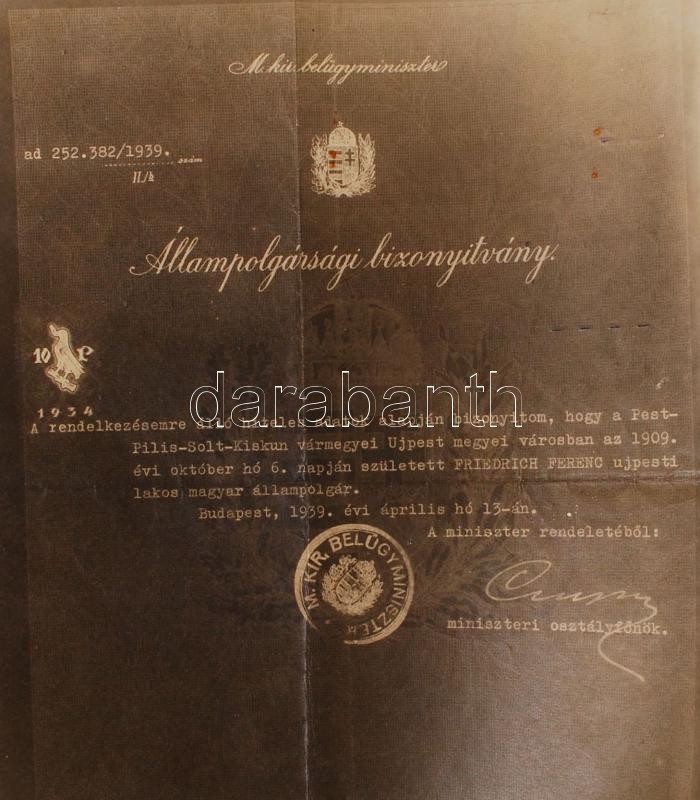 M. kir. belügyminiszter
ad 252.382/1939. szám
II./k
Állampolgársági bizonyitvány.
10 P
1934
darabanth
A rendelkezésemre álló hiteles adatok alapján bizonyitom, hogy a Pest-
Pilis-Solt-Kiskun vármegyei Ujpest megyei városban az 1909.
évi október hó 6. napján született FRIEDRICH FERENC ujpesti
lakos magyar állampolgár.
Budapest, 1939. évi április hó 13-án.
A miniszter rendeletéből:
M. KIR. BELÜGYMINISZTER
miniszteri osztályfőnök.